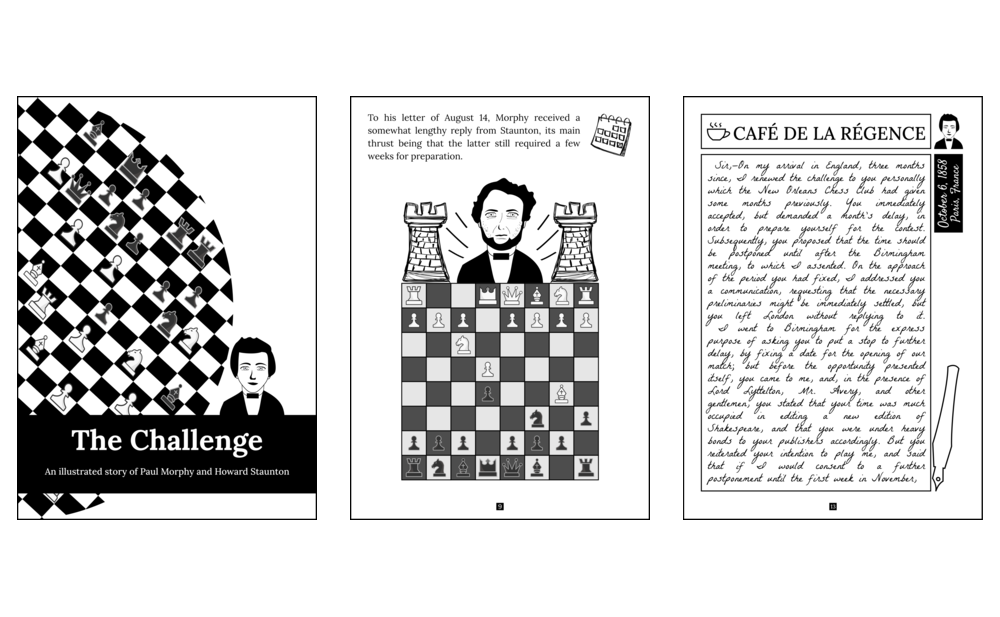 The Challenge
An illustrated story of Paul Morphy and Howard Staunton
To his letter of August 14, Morphy received a
somewhat lengthy reply from Staunton, its main
thrust being that the latter still required a few
weeks for preparation.
9
CAFÉ DE LA RÉGENCE
October 6, 1858
Paris, France
Sir,–On my arrival in England, three months
since, I renewed the challenge to you personally
which the New Orleans Chess Club had given
some months previously. You immediately
accepted, but demanded a month's delay, in
order to prepare yourself for the contest.
Subsequently, you proposed that the time should
be postponed until after the Birmingham
meeting, to which I assented. On the approach
of the period you had fixed, I addressed you
a communication, requesting that the necessary
preliminaries might be immediately settled, but
you left London without replying to it.
I went to Birmingham for the express
purpose of asking you to put a stop to further
delay, by fixing a date for the opening of our
match; but before the opportunity presented
itself, you came to me, and, in the presence of
Lord Lyttelton, Mr. Avery, and other
gentlemen, you stated that your time was much
occupied in editing a new edition of
Shakespeare, and that you were under heavy
bonds to your publishers accordingly. But you
reiterated your intention to play me, and said
that if I would consent to a further
postponement until the first week in November,
13